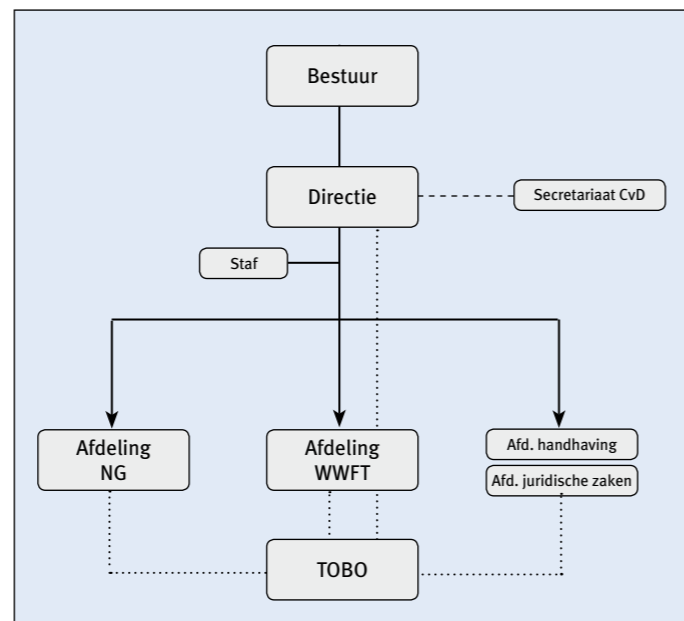 Bestuur
Directie
Secretariaat CvD
Staf
Afdeling
NG
Afdeling
WWFT
Afd. handhaving
Afd. juridische zaken
TOBO